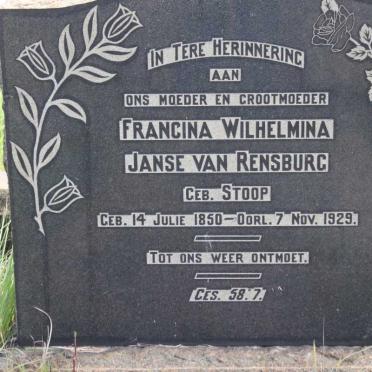 In Tere Herinnering
aan
ons moeder en grootmoeder
Francina Wilhelmina
Janse van Rensburg
geb. Stoop
Geb. 14 Julie 1850 – Oorl. 7 Nov. 1929.
Tot ons weer ontmoet.
Ges. 58.7.